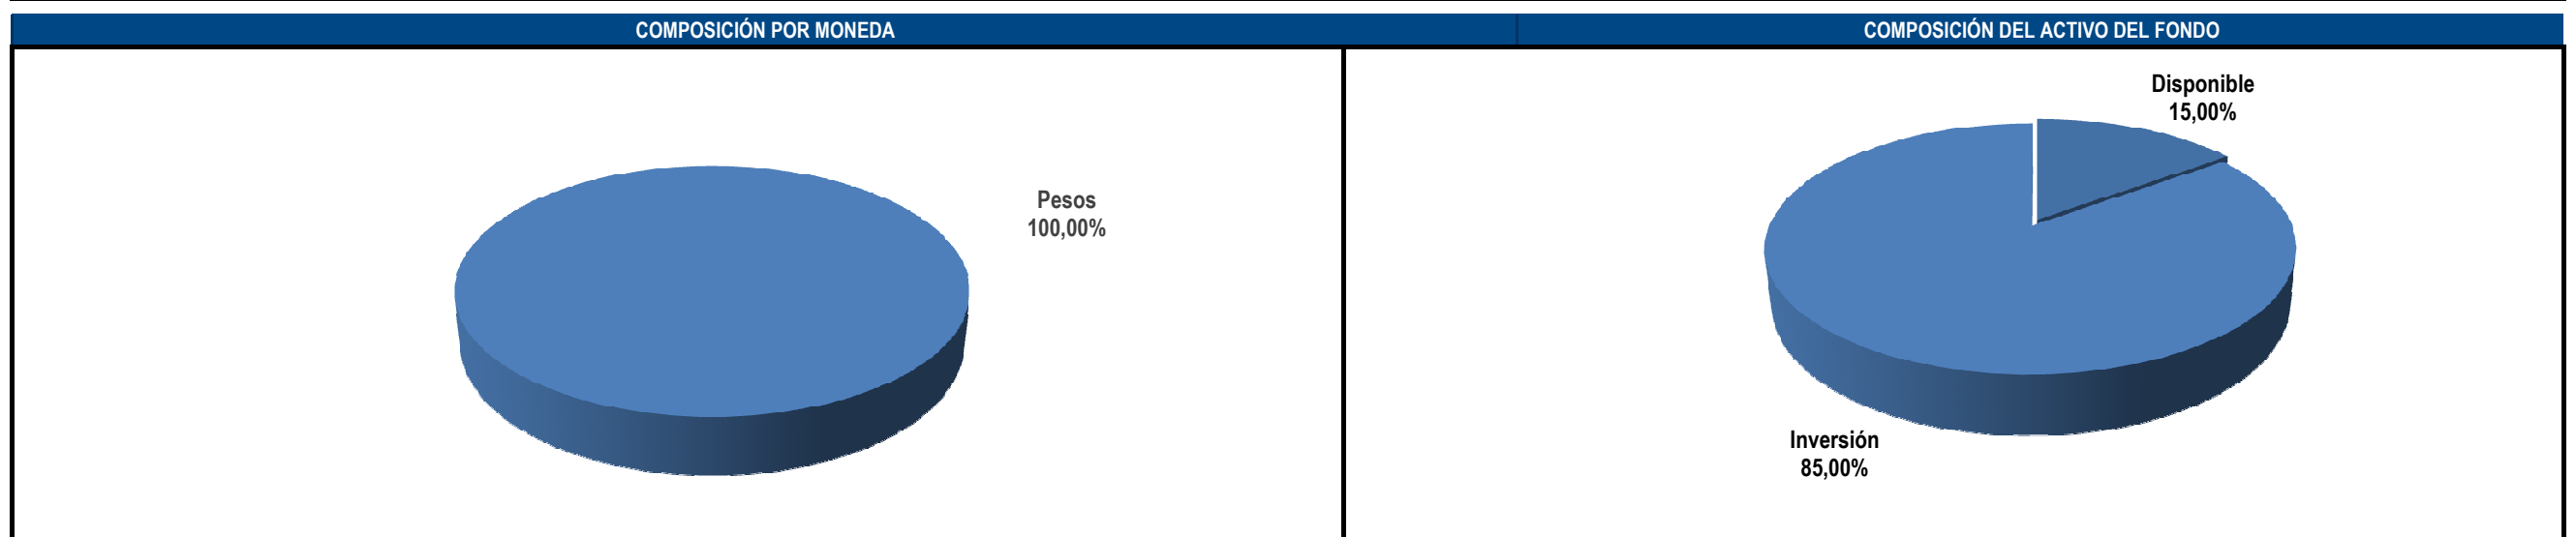 COMPOSICIÓN POR MONEDA
COMPOSICIÓN DEL ACTIVO DEL FONDO
Pesos
100,00%
Disponible
15,00%
Inversión
85,00%